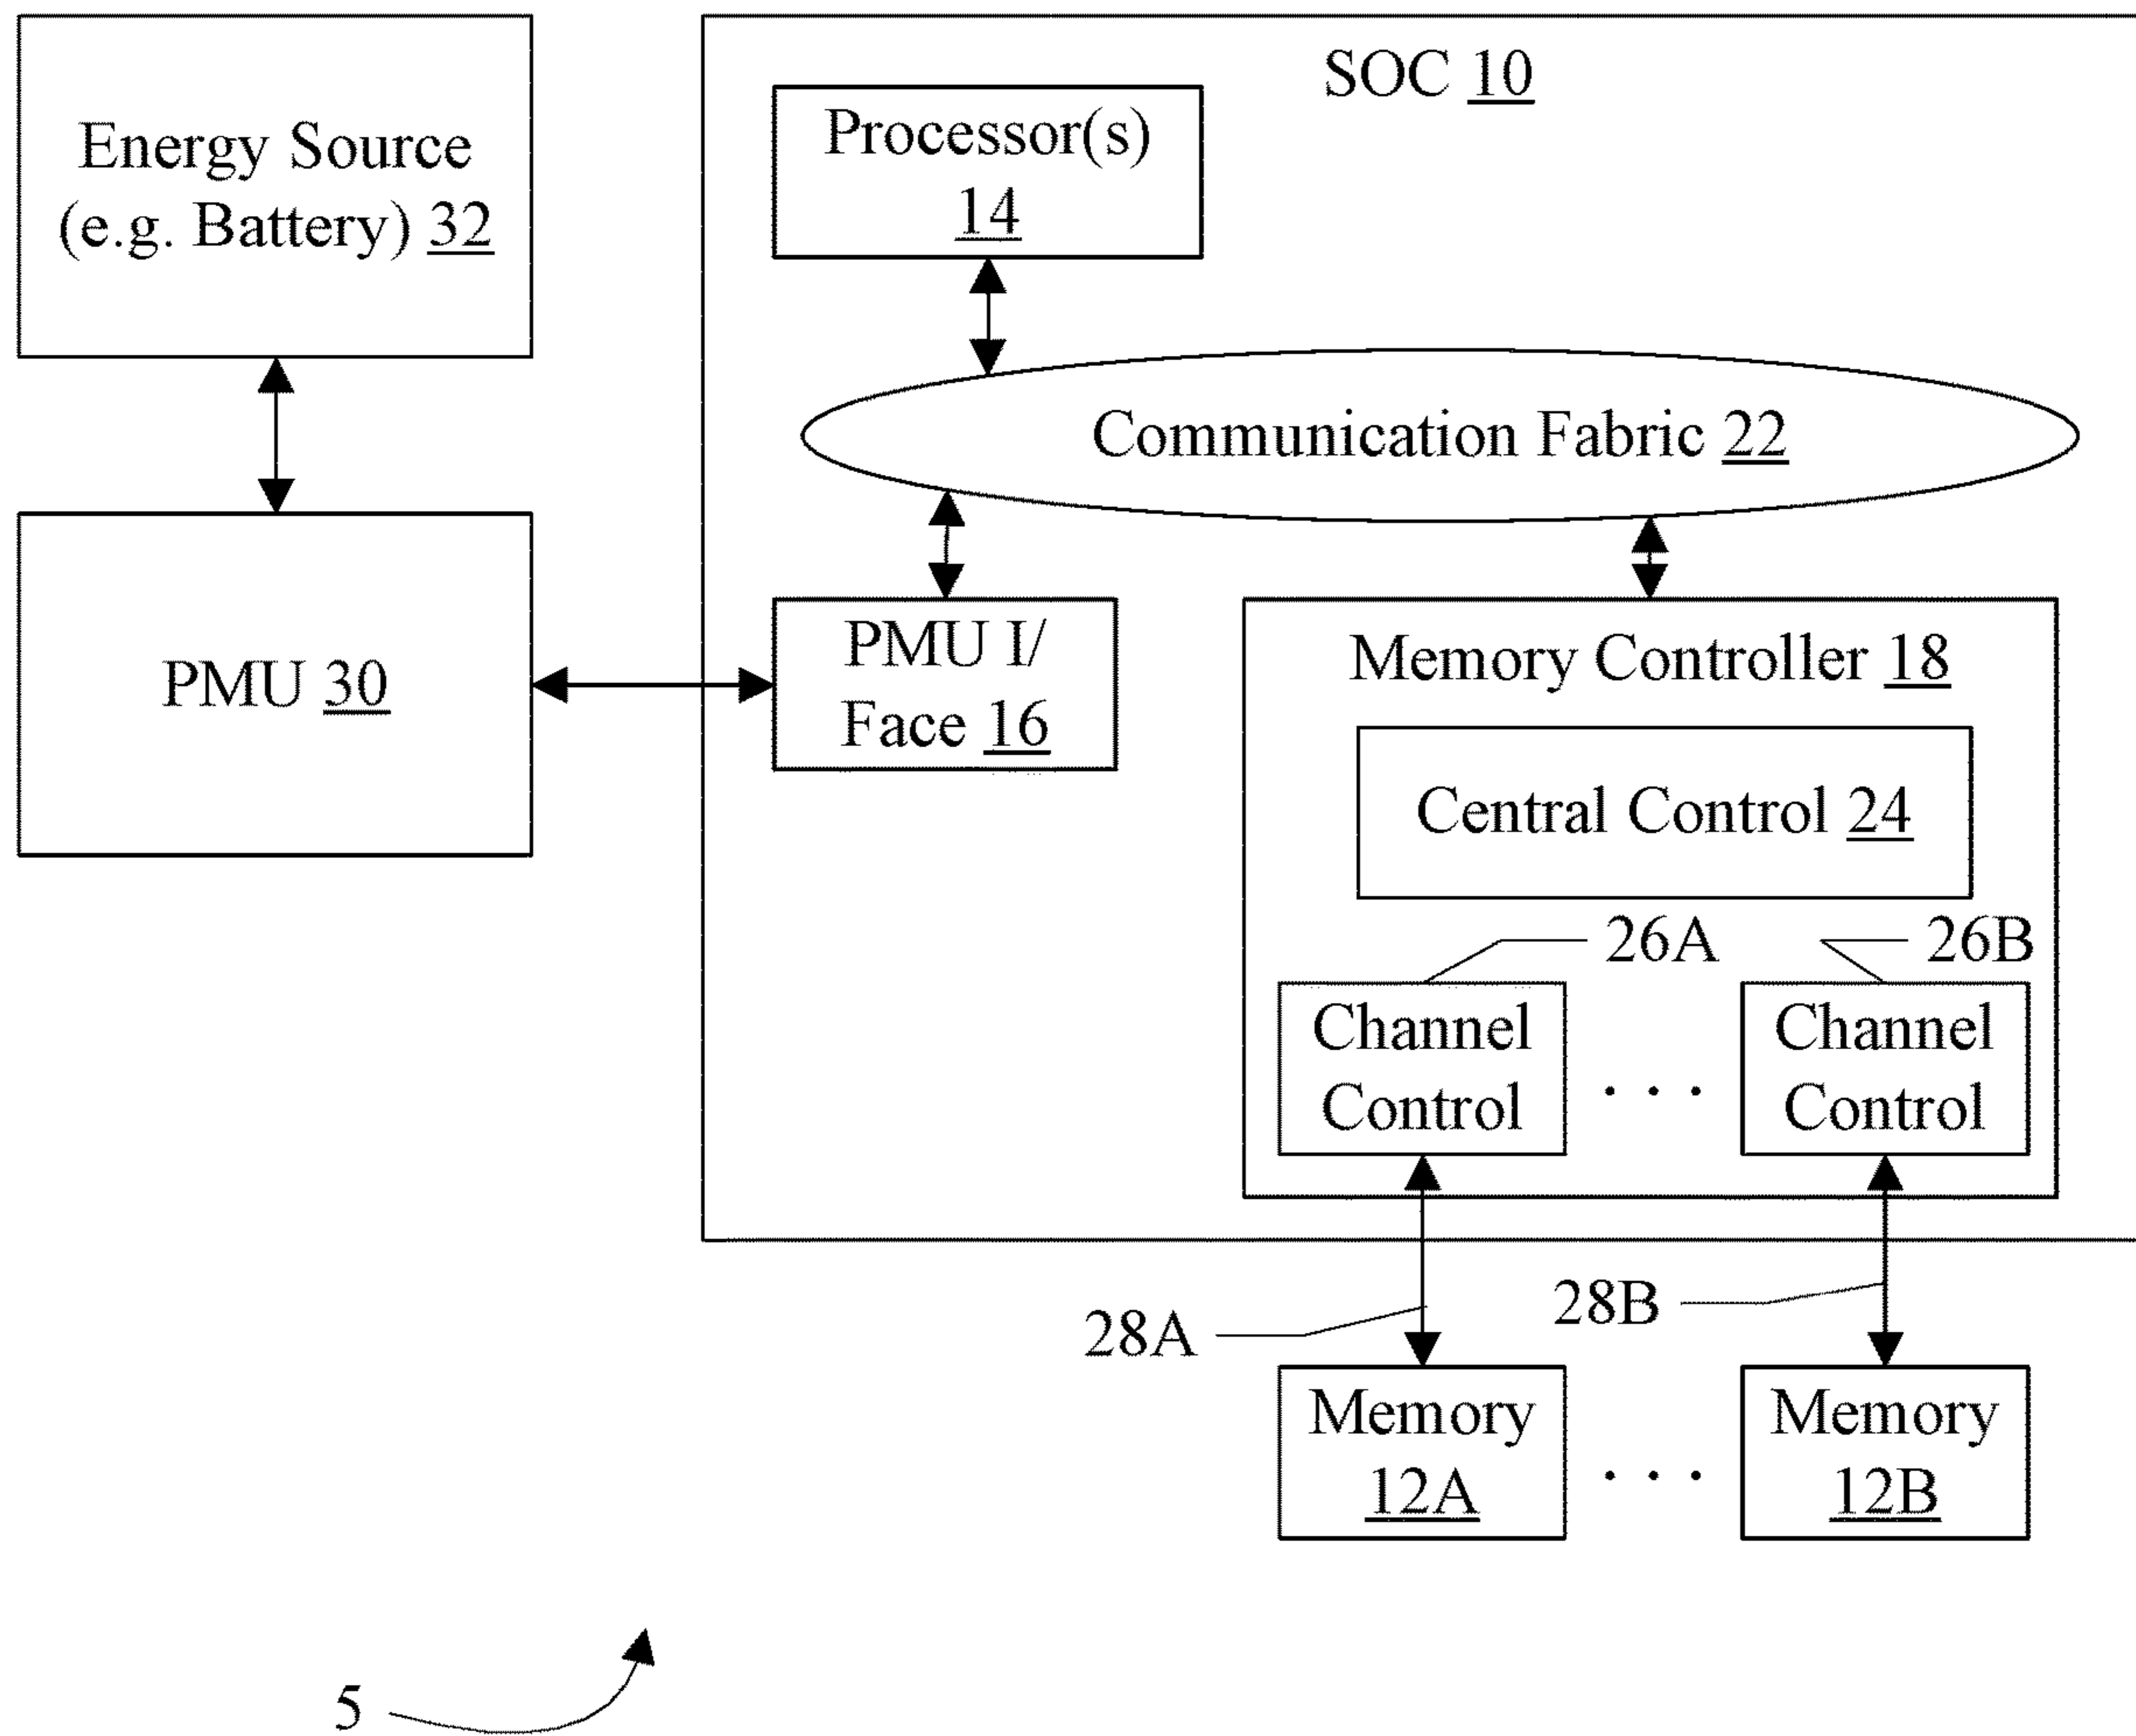 Energy Source
(e.g. Battery) 32
PMU 30
SOC 10
Processor(s)
14
Communication Fabric 22
PMU I/
Face 16
Memory Controller 18
Central Control 24
26A
26B
Channel
Control
. . .
Channel
Control
28A
28B
Memory
12A
. . .
Memory
12B
5